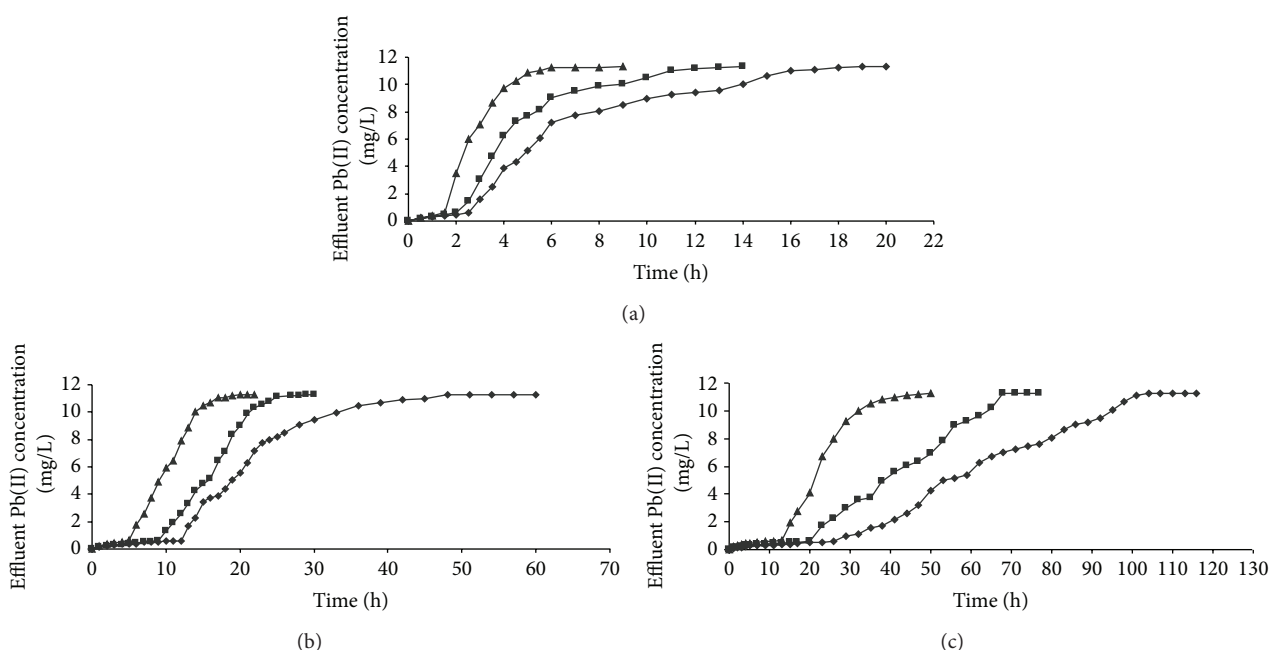 Effluent Pb(II) concentration
(mg/L)
12
10
8
6
4
2
0
0 2 4 6 8 10 12 14 16 18 20 22
Time (h)
(a)
Effluent Pb(II) concentration
(mg/L)
12
10
8
6
4
2
0
0 10 20 30 40 50 60 70
Time (h)
(b)
Effluent Pb(II) concentration
(mg/L)
12
10
8
6
4
2
0
0 10 20 30 40 50 60 70 80 90 100 110 120 130
Time (h)
(c)